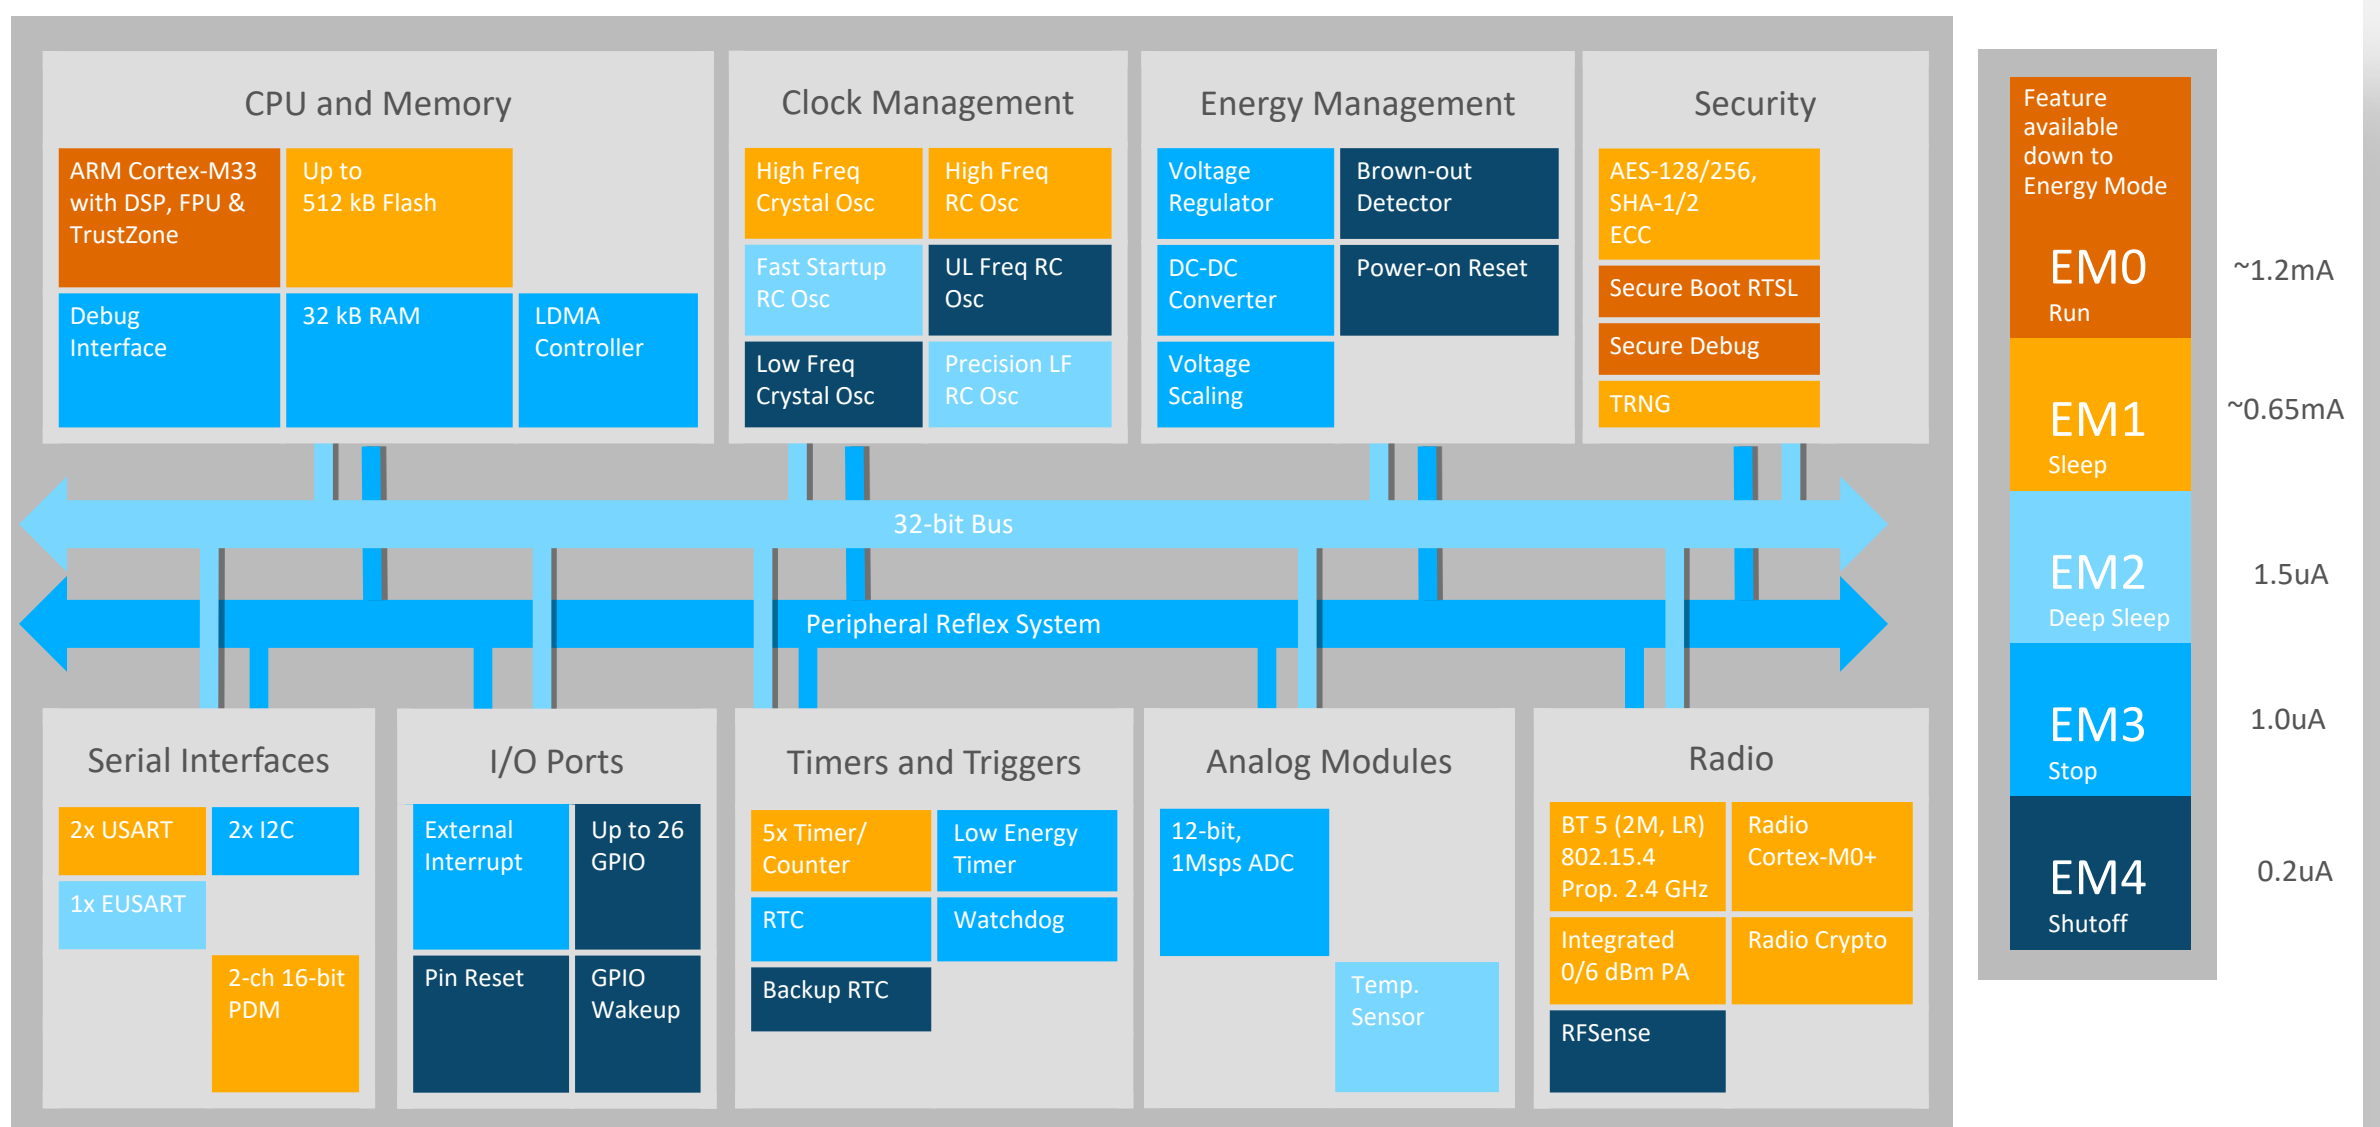 CPU and Memory
ARM Cortex-M33
with DSP, FPU &
TrustZone
Up to
512 kB Flash
Debug
Interface
32 kB RAM
LDMA
Controller
Clock Management
High Freq
Crystal Osc
High Freq
RC Osc
Fast Startup
RC Osc
UL Freq RC
Osc
Low Freq
Crystal Osc
Precision LF
RC Osc
Energy Management
Voltage
Regulator
Brown-out
Detector
DC-DC
Converter
Power-on Reset
Voltage
Scaling
Security
AES-128/256,
SHA-1/2
ECC
Secure Boot RTSL
Secure Debug
TRNG
32-bit Bus
Peripheral Reflex System
Serial Interfaces
2x USART
2x I2C
1x EUSART
2-ch 16-bit
PDM
I/O Ports
External
Interrupt
Up to 26
GPIO
Pin Reset
GPIO
Wakeup
Timers and Triggers
5x Timer/
Counter
Low Energy
Timer
RTC
Watchdog
Backup RTC
Analog Modules
12-bit,
1Msps ADC
Temp.
Sensor
Radio
BT 5 (2M, LR)
802.15.4
Prop. 2.4 GHz
Radio
Cortex-M0+
Integrated
0/6 dBm PA
Radio Crypto
RFSense
Feature
available
down to
Energy Mode
EM0
Run
~1.2mA
EM1
Sleep
~0.65mA
EM2
Deep Sleep
1.5uA
EM3
Stop
1.0uA
EM4
Shutoff
0.2uA